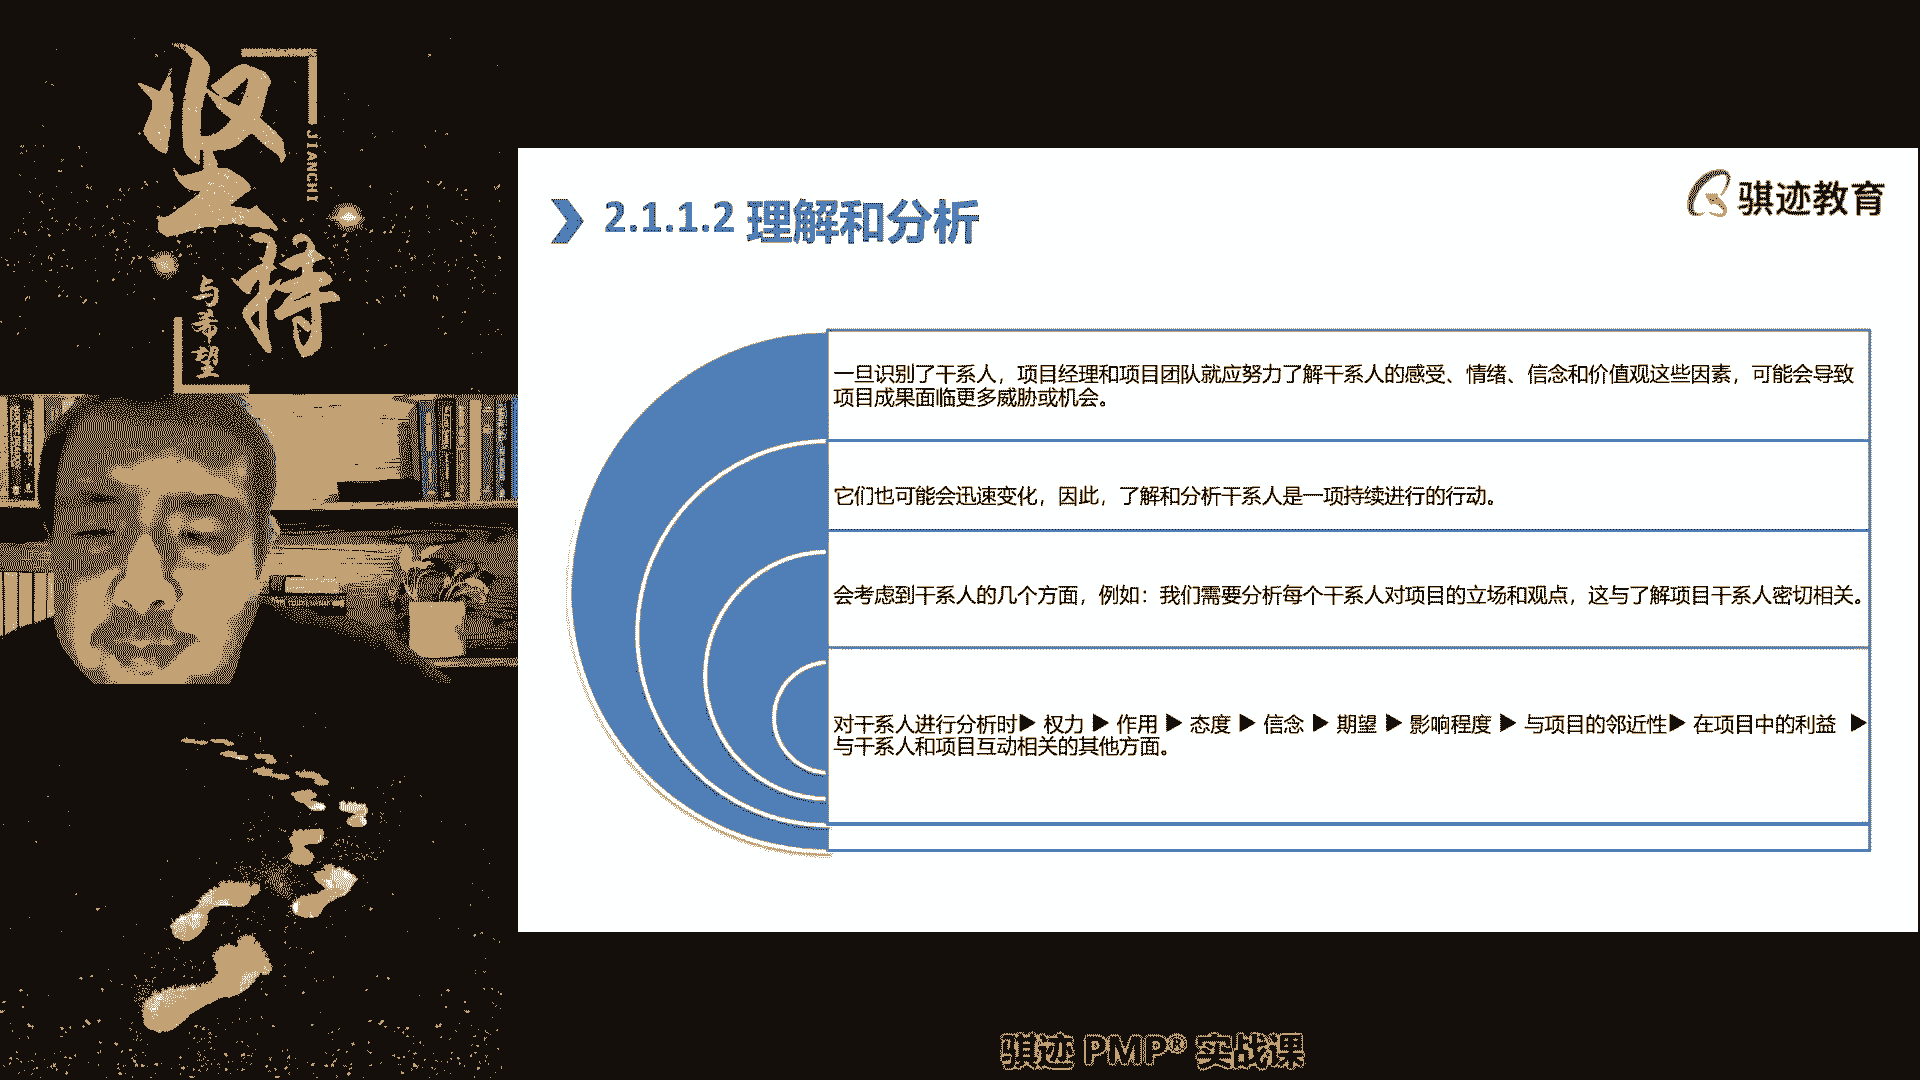 坚持
JIANCHI
与希望
骐迹教育
2.1.1.2 理解和分析
一旦识别了干系人，项目经理和项目团队就应努力了解干系人的感受、情绪、信念和价值观这些因素，可能会导致
项目成果面临更多威胁或机会。
它们也可能会迅速变化，因此，了解和分析干系人是一项持续进行的行动。
会考虑到干系人的几个方面，例如：我们需要分析每个干系人对项目的立场和观点，这与了解项目干系人密切相关。
对干系人进行分析时▶ 权力 ▶ 作用 ▶ 态度 ▶ 信念 ▶ 期望 ▶ 影响程度 ▶ 与项目的邻近性▶ 在项目中的利益 ▶
与干系人和项目互动相关的其他方面。
骐迹 PMP® 实战课